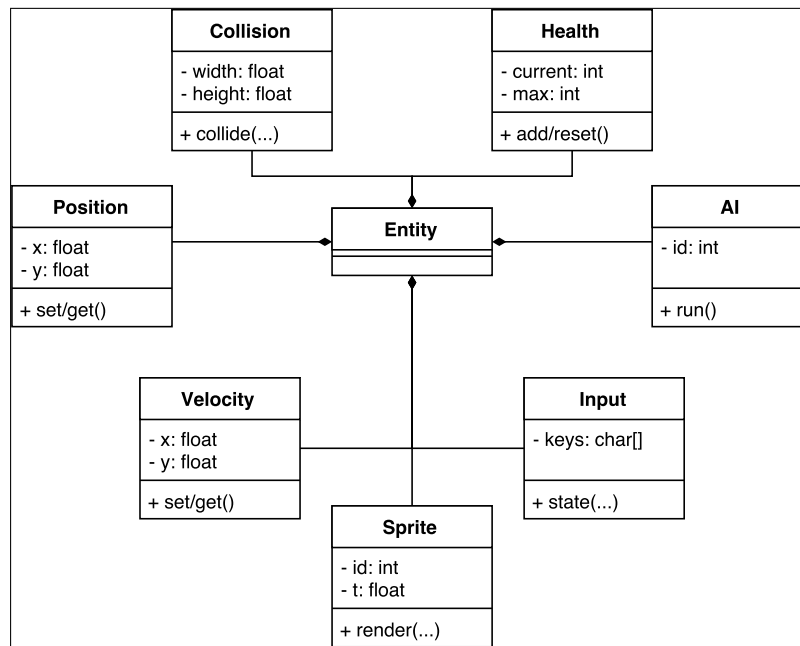 Collision
- width: float
- height: float
+ collide(...)
Health
- current: int
- max: int
+ add/reset()
Position
- x: float
- y: float
+ set/get()
Entity
AI
- id: int
+ run()
Velocity
- x: float
- y: float
+ set/get()
Input
- keys: char[]
+ state(...)
Sprite
- id: int
- t: float
+ render(...)